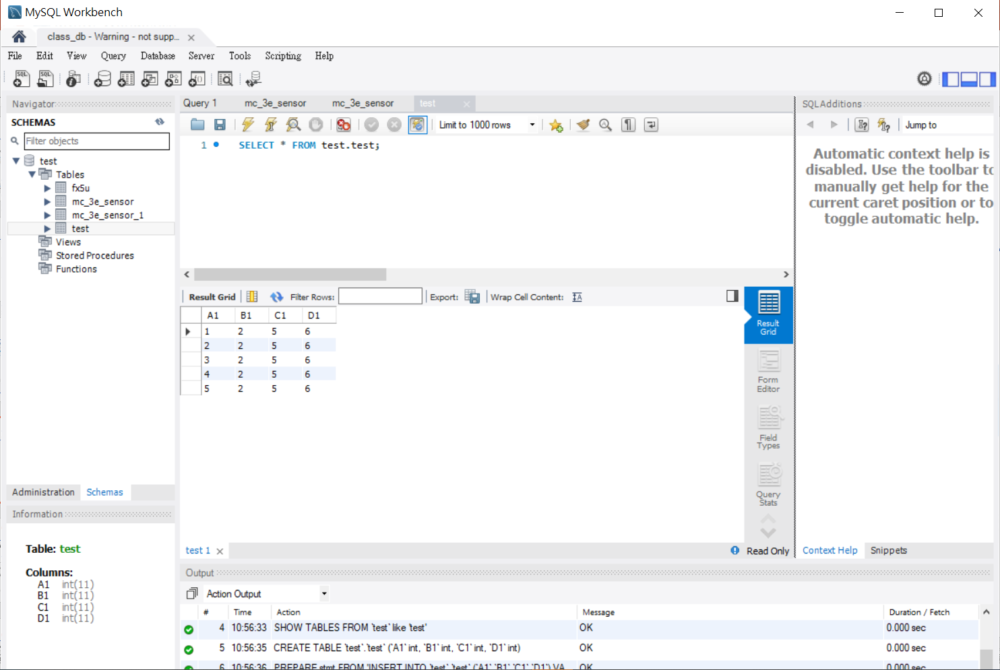 MySQL Workbench
class_db - Warning - not supp...
File Edit View Query Database Server Tools Scripting Help
Navigator
SCHEMAS
Filter objects
test
Tables
fx5u
mc_3e_sensor
mc_3e_sensor_1
test
Views
Stored Procedures
Functions
Administration Schemas
Information
Table: test
Columns:
A1 int(11)
B1 int(11)
C1 int(11)
D1 int(11)
Query 1 mc_3e_sensor mc_3e_sensor test
Limit to 1000 rows
1 SELECT * FROM test.test;
Result Grid Filter Rows: Export: Wrap Cell Content:
A1 B1 C1 D1
1 2 5 6
2 2 5 6
3 2 5 6
4 2 5 6
5 2 5 6
Result
Grid
Form
Editor
Field
Types
Query
Stats
test 1
Read Only
SQLAdditions
Jump to
Automatic context help is
disabled. Use the toolbar to
manually get help for the
current caret position or to
toggle automatic help.
Context Help Snippets
Output
Action Output
# Time Action Message Duration / Fetch
4 10:56:33 SHOW TABLES FROM `test` like 'test' OK 0.000 sec
5 10:56:35 CREATE TABLE `test`.`test` (`A1` int, `B1` int, `C1` int, `D1` int) OK 0.000 sec
6 10:56:36 PREPARE stmt FROM 'INSERT INTO `test`.`test` (`A1`,`B1`,`C1`,`D1`) VA... OK 0.000 sec